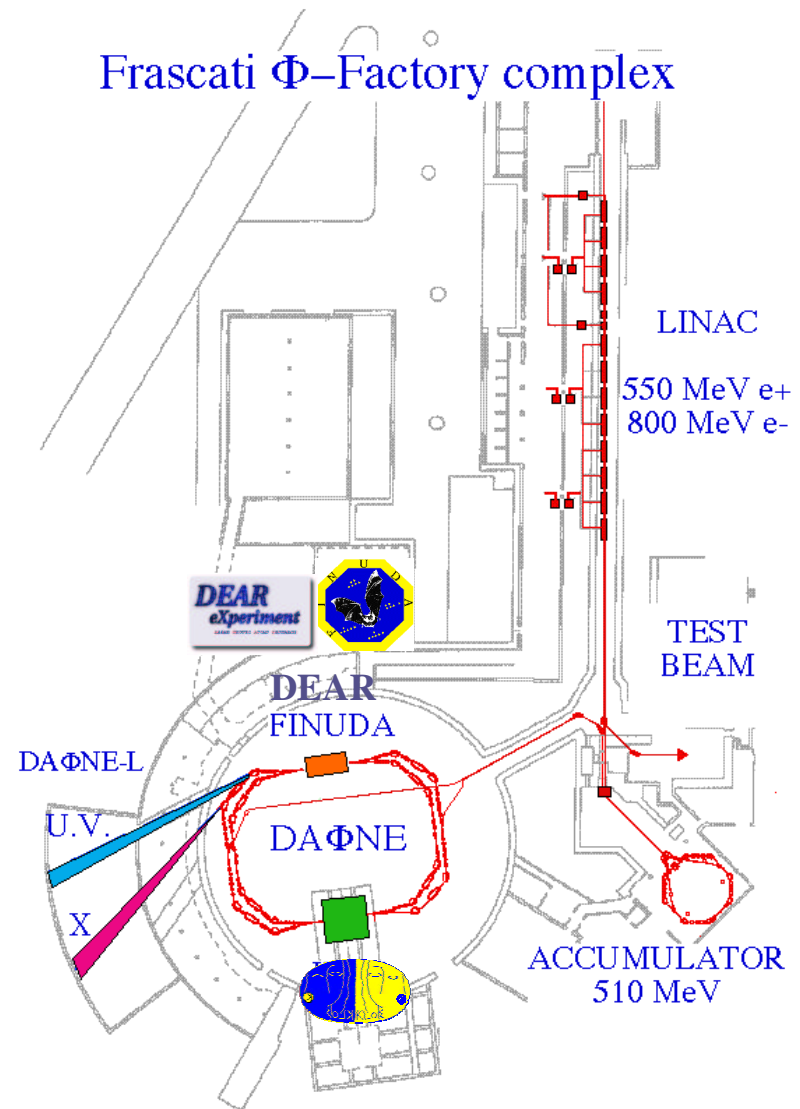 Frascati Φ–Factory complex
LINAC
550 MeV e+
800 MeV e-
DEAR
eXperiment
F I N U D A
TEST
BEAM
DEAR
FINUDA
DAΦNE-L
U.V.
DAΦNE
X
ACCUMULATOR
510 MeV